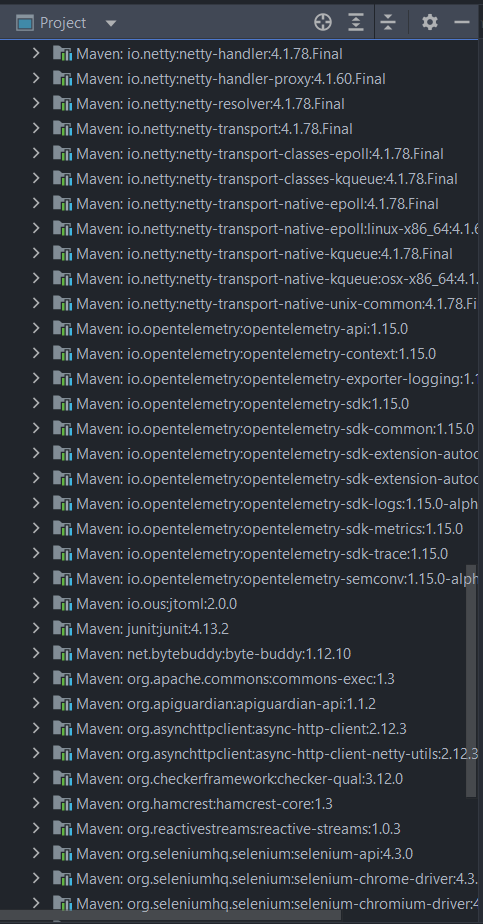 Project
Maven: io.netty:netty-handler:4.1.78.Final
Maven: io.netty:netty-handler-proxy:4.1.60.Final
Maven: io.netty:netty-resolver:4.1.78.Final
Maven: io.netty:netty-transport:4.1.78.Final
Maven: io.netty:netty-transport-classes-epoll:4.1.78.Final
Maven: io.netty:netty-transport-classes-kqueue:4.1.78.Final
Maven: io.netty:netty-transport-native-epoll:4.1.78.Final
Maven: io.netty:netty-transport-native-epoll:linux-x86_64:4.1.6
Maven: io.netty:netty-transport-native-kqueue:4.1.78.Final
Maven: io.netty:netty-transport-native-kqueue:osx-x86_64:4.1.
Maven: io.netty:netty-transport-native-unix-common:4.1.78.Fi
Maven: io.opentelemetry:opentelemetry-api:1.15.0
Maven: io.opentelemetry:opentelemetry-context:1.15.0
Maven: io.opentelemetry:opentelemetry-exporter-logging:1.1
Maven: io.opentelemetry:opentelemetry-sdk:1.15.0
Maven: io.opentelemetry:opentelemetry-sdk-common:1.15.0
Maven: io.opentelemetry:opentelemetry-sdk-extension-autoc
Maven: io.opentelemetry:opentelemetry-sdk-extension-autoc
Maven: io.opentelemetry:opentelemetry-sdk-logs:1.15.0-alph
Maven: io.opentelemetry:opentelemetry-sdk-metrics:1.15.0
Maven: io.opentelemetry:opentelemetry-sdk-trace:1.15.0
Maven: io.opentelemetry:opentelemetry-semconv:1.15.0-alph
Maven: io.ous:jtoml:2.0.0
Maven: junit:junit:4.13.2
Maven: net.bytebuddy:byte-buddy:1.12.10
Maven: org.apache.commons:commons-exec:1.3
Maven: org.apiguardian:apiguardian-api:1.1.2
Maven: org.asynchttpclient:async-http-client:2.12.3
Maven: org.asynchttpclient:async-http-client-netty-utils:2.12.3
Maven: org.checkerframework:checker-qual:3.12.0
Maven: org.hamcrest:hamcrest-core:1.3
Maven: org.reactivestreams:reactive-streams:1.0.3
Maven: org.seleniumhq.selenium:selenium-api:4.3.0
Maven: org.seleniumhq.selenium:selenium-chrome-driver:4.3.
Maven: org.seleniumhq.selenium:selenium-chromium-driver:4